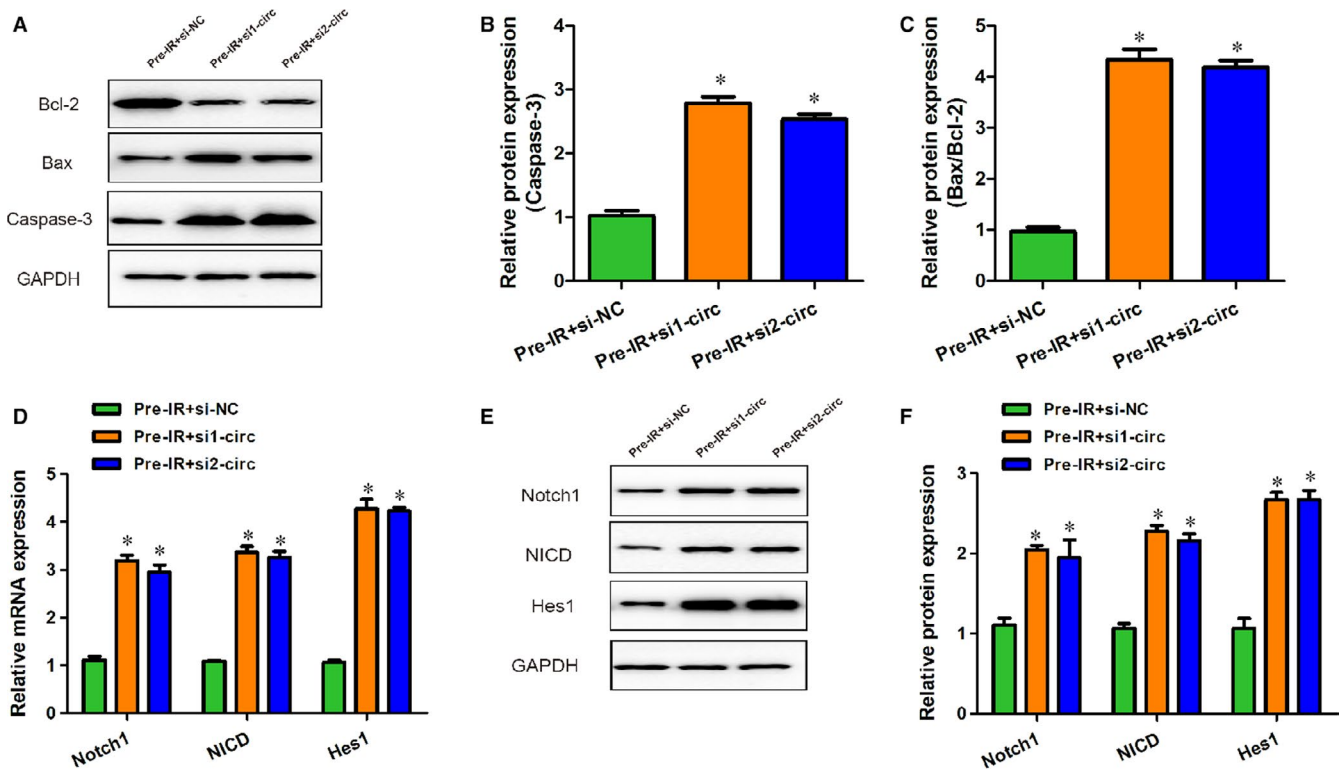 A
Pre-IR+si-NC
Pre-IR+si1-circ
Pre-IR+si2-circ
Bcl-2
Bax
Caspase-3
GAPDH
B
Relative protein expression
(Caspase-3)
4
3
2
1
0
*
*
Pre-IR+si-NC
Pre-IR+si1-circ
Pre-IR+si2-circ
C
Relative protein expression
(Bax/Bcl-2)
5
4
3
2
1
0
*
*
Pre-IR+si-NC
Pre-IR+si1-circ
Pre-IR+si2-circ
D
Pre-IR+si-NC
Pre-IR+si1-circ
Pre-IR+si2-circ
Relative mRNA expression
5
4
3
2
1
0
* *
* *
* *
Notch1
NICD
Hes1
E
Pre-IR+si-NC
Pre-IR+si1-circ
Pre-IR+si2-circ
Notch1
NICD
Hes1
GAPDH
F
Pre-IR+si-NC
Pre-IR+si1-circ
Pre-IR+si2-circ
Relative protein expression
3
2
1
0
* *
* *
* *
Notch1
NICD
Hes1